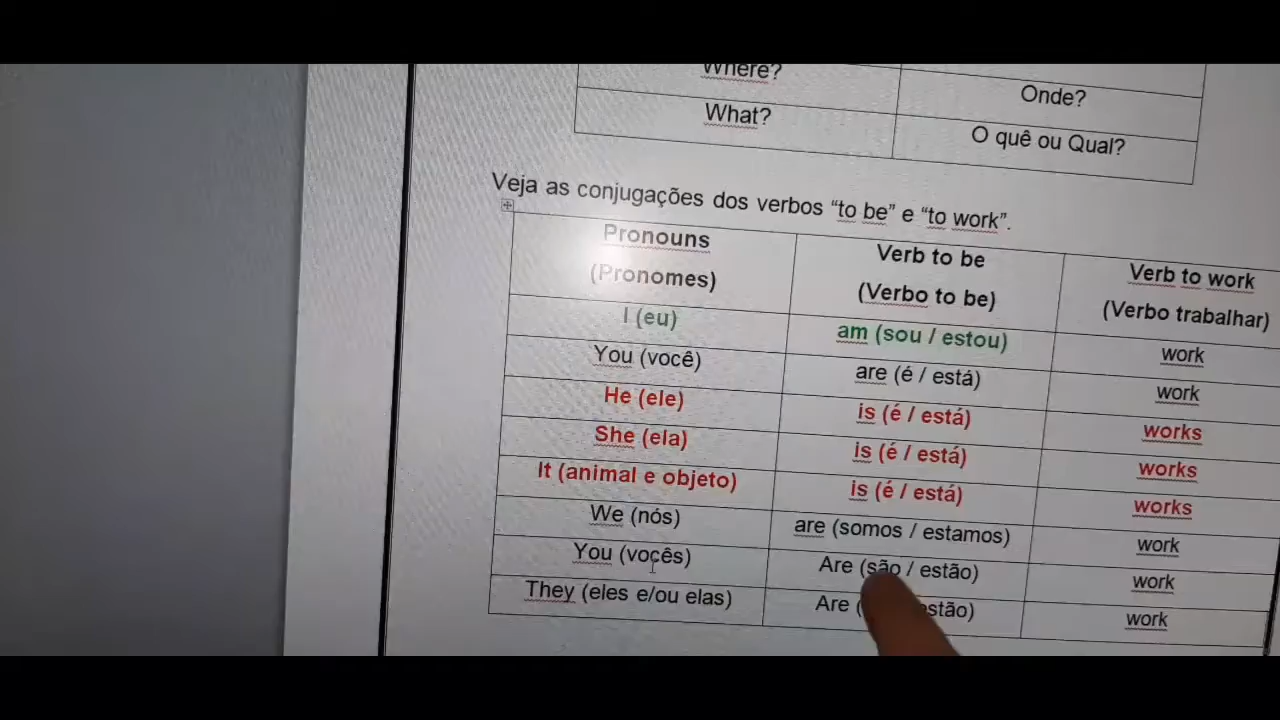 Where?
Onde?
What?
O quê ou Qual?
Veja as conjugações dos verbos “to be” e “to work”.
Pronouns
(Pronomes)
Verb to be
(Verbo to be)
Verb to work
(Verbo trabalhar)
I (eu)
am (sou / estou)
work
You (você)
are (é / está)
work
He (ele)
is (é / está)
works
She (ela)
is (é / está)
works
It (animal e objeto)
is (é / está)
works
We (nós)
are (somos / estamos)
work
You (vocês)
Are (são / estão)
work
They (eles e/ou elas)
Are ( estão)
work